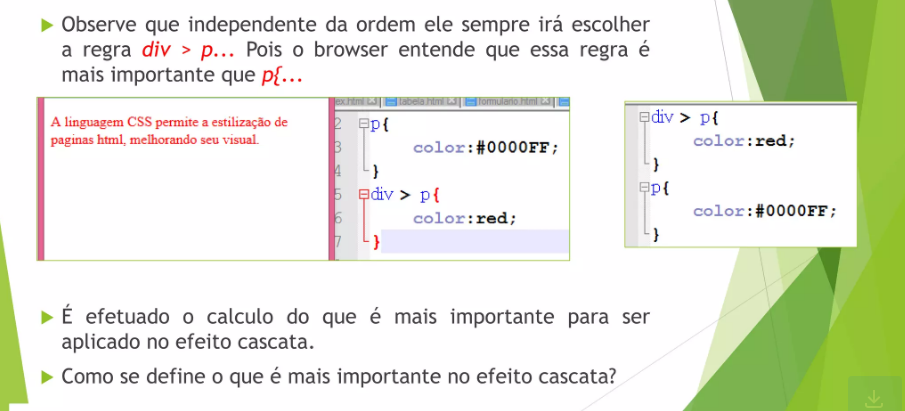 Observe que independente da ordem ele sempre irá escolher
a regra div > p... Pois o browser entende que essa regra é
mais importante que p{...
A linguagem CSS permite a estilização de
paginas html, melhorando seu visual.
ex.html tabela.html formulario.html
2 p{
3 color:#0000FF;
4 }
5 div > p{
6 color:red;
7 }
div > p{
color:red;
}
p{
color:#0000FF;
}
É efetuado o calculo do que é mais importante para ser
aplicado no efeito cascata.
Como se define o que é mais importante no efeito cascata?